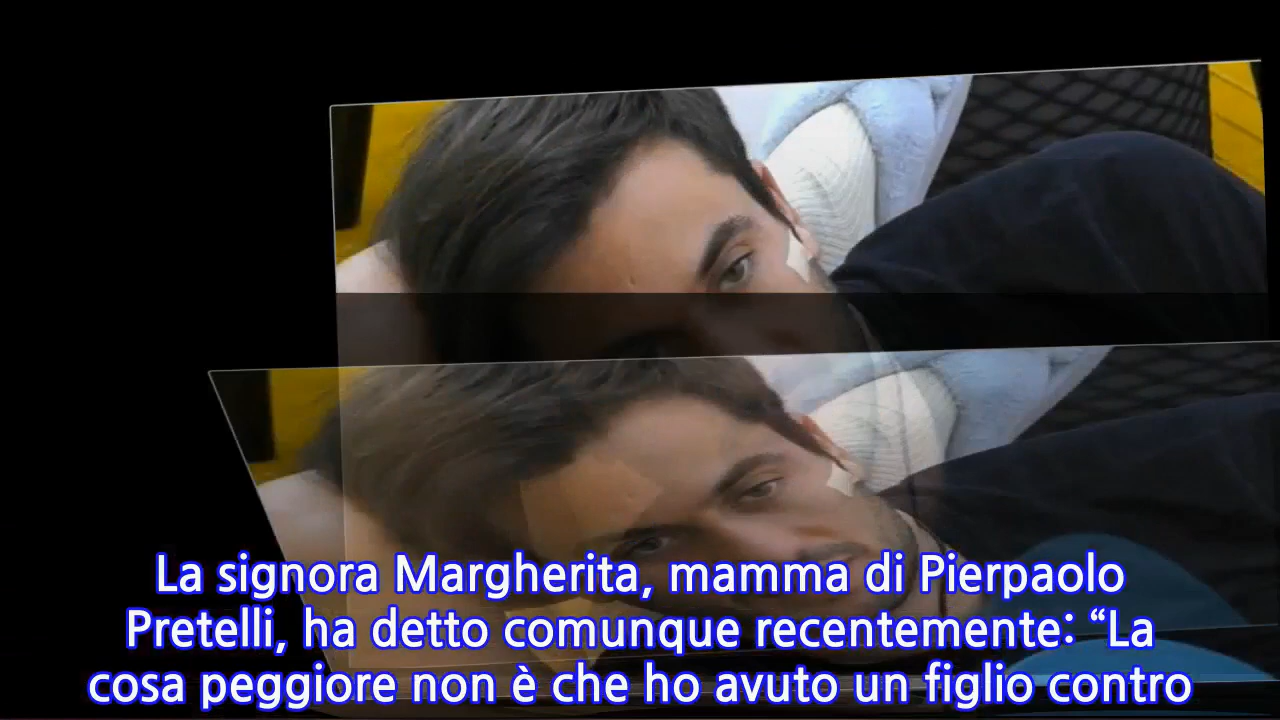 La signora Margherita, mamma di Pierpaolo
Pretelli, ha detto comunque recentemente: “La
cosa peggiore non è che ho avuto un figlio contro